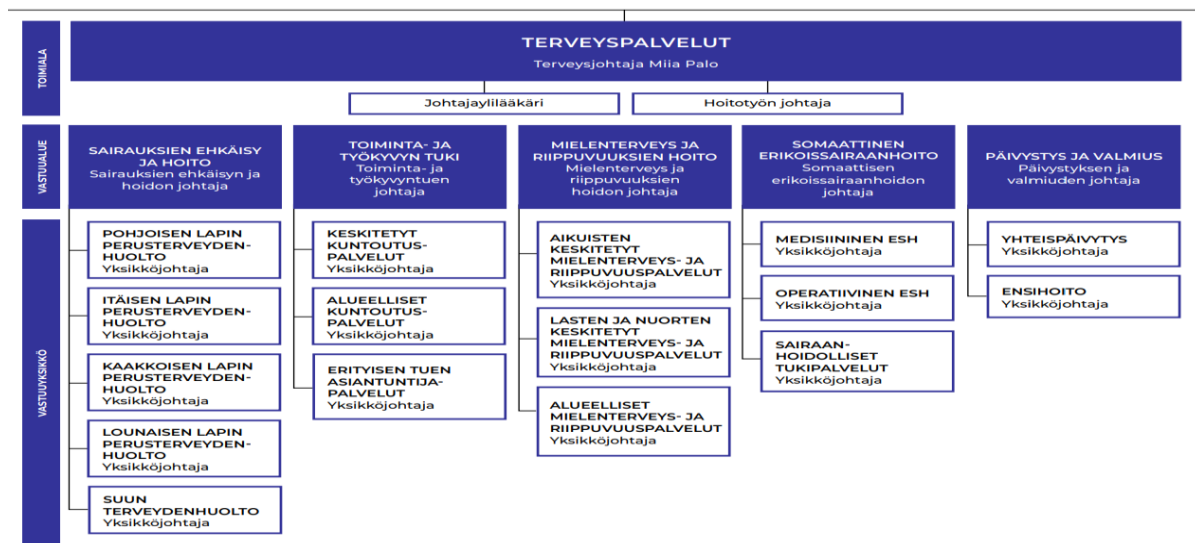 TOIMIALA
TERVEYSPALVELUT
Terveysjohtaja Miia Palo
Johtajaylilääkäri
Hoitotyön johtaja
VASTUUALUE
SAIRAUKSIEN EHKÄISY
JA HOITO
Sairauksien ehkäisyn ja
hoidon johtaja
TOIMINTA- JA
TYÖKYVYN TUKI
Toiminta- ja
työkyvyntuen
johtaja
MIELENTERVEYS JA
RIIPPUVUUKSIEN HOITO
Mielenterveys ja
riippuvuuksien
hoidon johtaja
SOMAATTINEN
ERIKOISSAIRAANHOITO
Somaattisen
erikoissairaanhoidon
johtaja
PÄIVYSTYS JA VALMIUS
Päivystyksen ja
valmiuden johtaja
VASTUUYKSIKKÖ
POHJOISEN LAPIN
PERUSTERVEYDEN-
HUOLTO
Yksikköjohtaja
ITÄISEN LAPIN
PERUSTERVEYDEN-
HUOLTO
Yksikköjohtaja
KAAKKOISEN LAPIN
PERUSTERVEYDEN-
HUOLTO
Yksikköjohtaja
LOUNAISEN LAPIN
PERUSTERVEYDEN-
HUOLTO
Yksikköjohtaja
SUUN
TERVEYDENHUOLTO
Yksikköjohtaja
KESKITETYT
KUNTOUTUS-
PALVELUT
Yksikköjohtaja
ALUEELLISET
KUNTOUTUS-
PALVELUT
Yksikköjohtaja
ERITYISEN TUEN
ASIANTUNTIJA-
PALVELUT
Yksikköjohtaja
AIKUISTEN
KESKITETYT
MIELENTERVEYS- JA
RIIPPUVUUSPALVELUT
Yksikköjohtaja
LASTEN JA NUORTEN
KESKITETYT
MIELENTERVEYS- JA
RIIPPUVUUSPALVELUT
Yksikköjohtaja
ALUEELLISET
MIELENTERVEYS- JA
RIIPPUVUUSPALVELUT
Yksikköjohtaja
MEDISIININEN ESH
Yksikköjohtaja
OPERATIIVINEN ESH
Yksikköjohtaja
SAIRAAN-
HOIDOLLISET
TUKIPALVELUT
Yksikköjohtaja
YHTEISPÄIVYTYS
Yksikköjohtaja
ENSIHOITO
Yksikköjohtaja